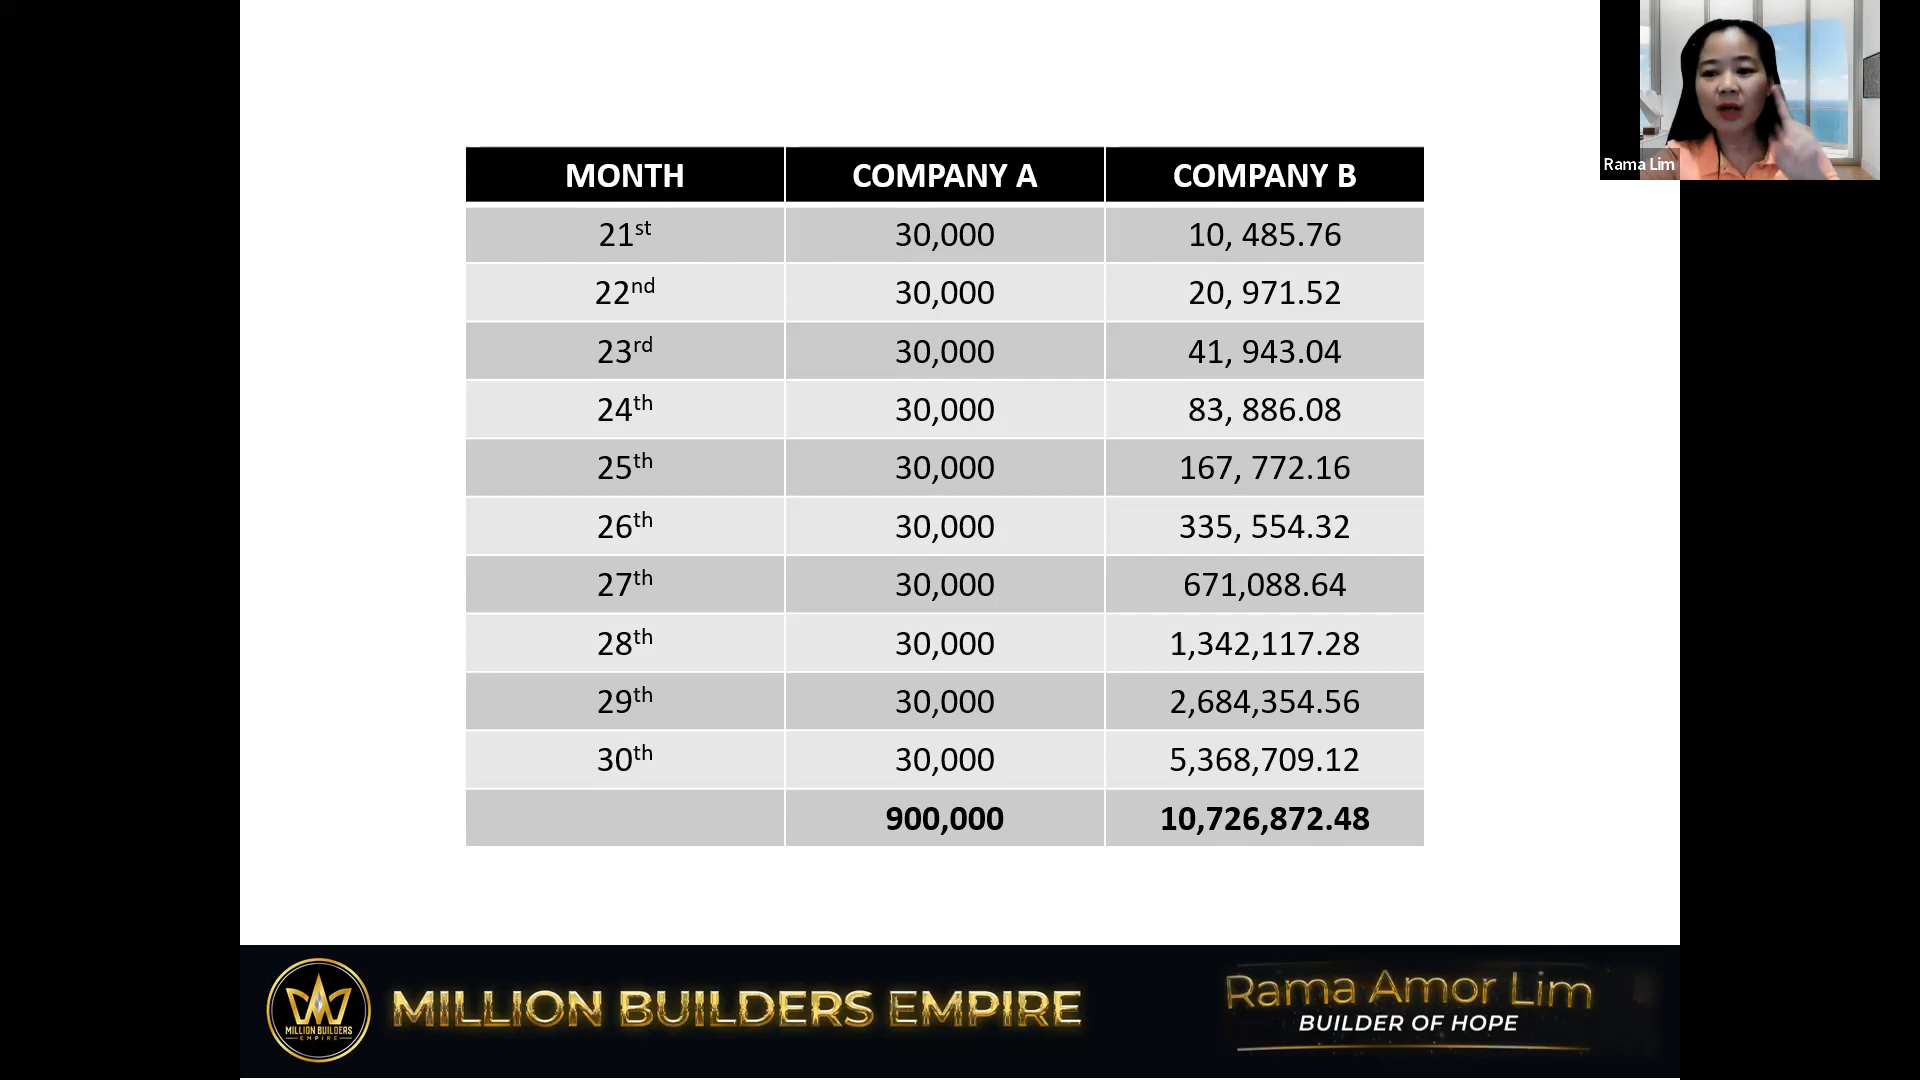 Rama Lim
MONTH COMPANY A COMPANY B
21st 30,000 10, 485.76
22nd 30,000 20, 971.52
23rd 30,000 41, 943.04
24th 30,000 83, 886.08
25th 30,000 167, 772.16
26th 30,000 335, 554.32
27th 30,000 671,088.64
28th 30,000 1,342,117.28
29th 30,000 2,684,354.56
30th 30,000 5,368,709.12
900,000 10,726,872.48
MILLION BUILDERS
EMPIRE
MILLION BUILDERS EMPIRE
Rama Amor Lim
BUILDER OF HOPE